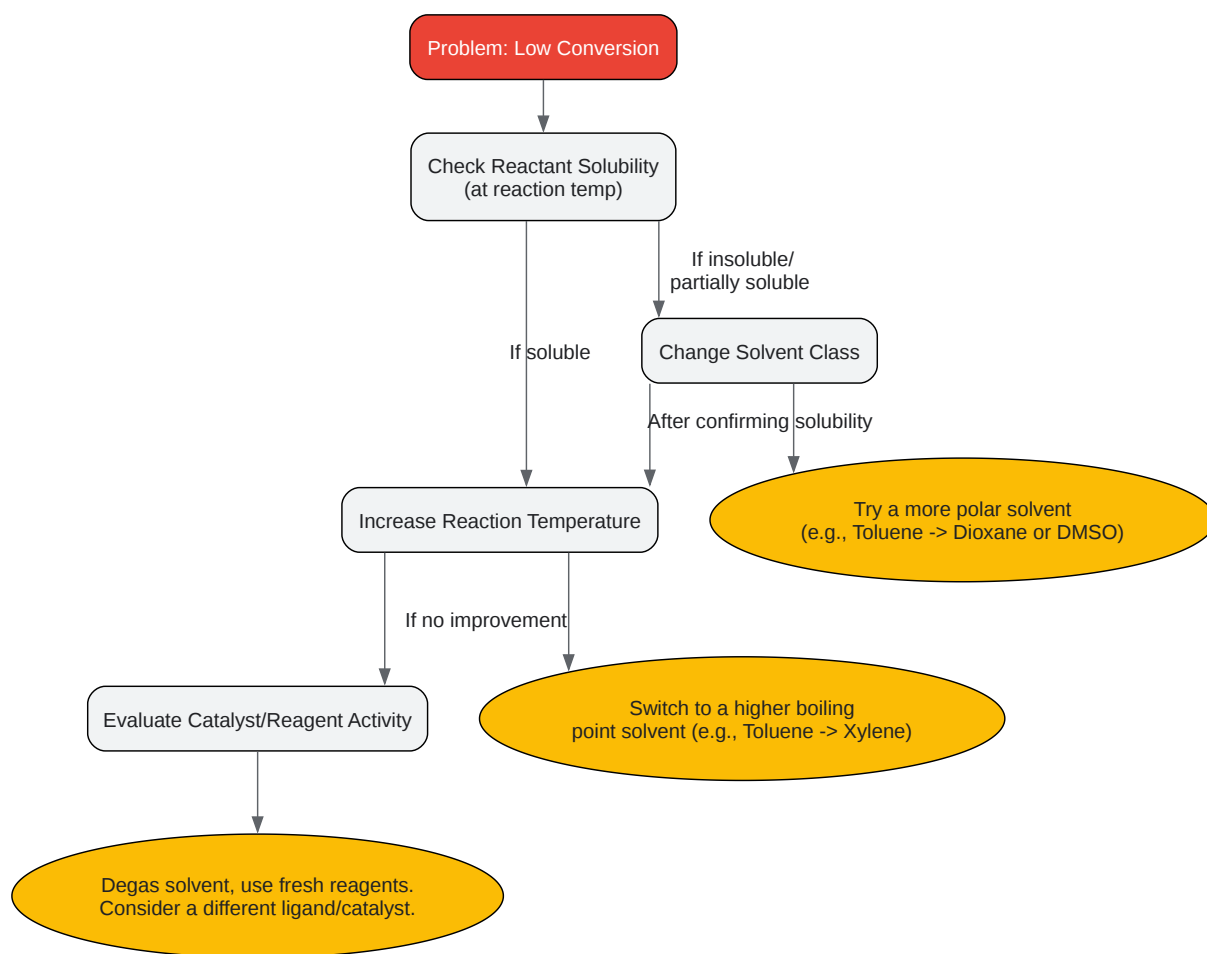 Problem: Low Conversion
Check Reactant Solubility
(at reaction temp)
If insoluble/
partially soluble
If soluble
Change Solvent Class
After confirming solubility
Try a more polar solvent
(e.g., Toluene -> Dioxane or DMSO)
Increase Reaction Temperature
If no improvement
Switch to a higher boiling
point solvent (e.g., Toluene -> Xylene)
Evaluate Catalyst/Reagent Activity
Degas solvent, use fresh reagents.
Consider a different ligand/catalyst.